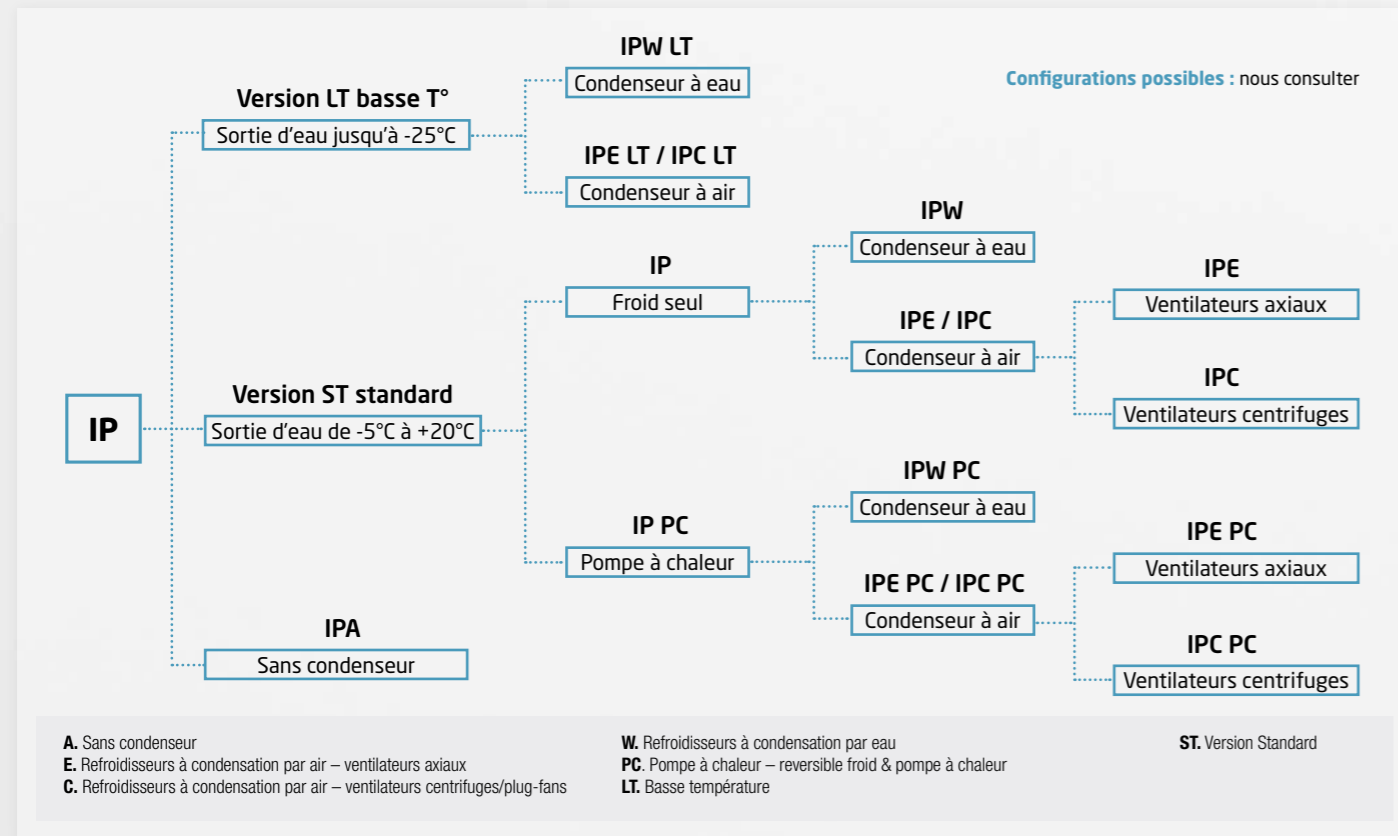 IPW LT
Condenseur à eau
Configurations possibles : nous consulter
Version LT basse T°
Sortie d'eau jusqu'à -25°C
IPE LT / IPC LT
Condenseur à air
IPW
Condenseur à eau
IP
Froid seul
IPE
Ventilateurs axiaux
IPE / IPC
Condenseur à air
IPC
Ventilateurs centrifuges
Version ST standard
Sortie d'eau de -5°C à +20°C
IP
IPW PC
Condenseur à eau
IP PC
Pompe à chaleur
IPE PC
Ventilateurs axiaux
IPE PC / IPC PC
Condenseur à air
IPC PC
Ventilateurs centrifuges
IPA
Sans condenseur
A. Sans condenseur
E. Refroidisseurs à condensation par air – ventilateurs axiaux
C. Refroidisseurs à condensation par air – ventilateurs centrifuges/plug-fans
W. Refroidisseurs à condensation par eau
PC. Pompe à chaleur – reversible froid & pompe à chaleur
LT. Basse température
ST. Version Standard